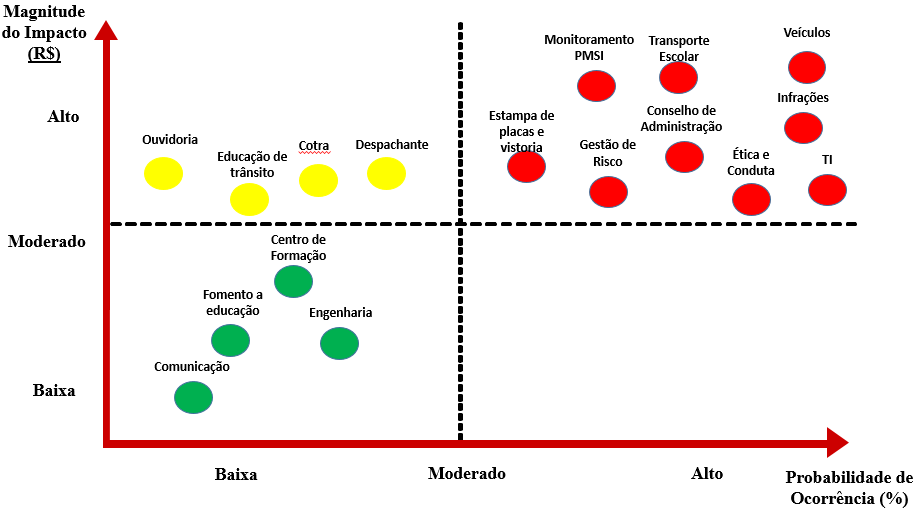 Magnitude
do Impacto
(R$)
Alto
Moderado
Baixa
Ouvidoria
Educação de
trânsito
Cotra
Despachante
Estampa de
placas e
vistoria
Monitoramento
PMSI
Transporte
Escolar
Veículos
Gestão de
Risco
Conselho de
Administração
Infrações
Ética e
Conduta
TI
Centro de
Formação
Fomento a
educação
Engenharia
Comunicação
Baixa
Moderado
Alto
Probabilidade de
Ocorrência (%)